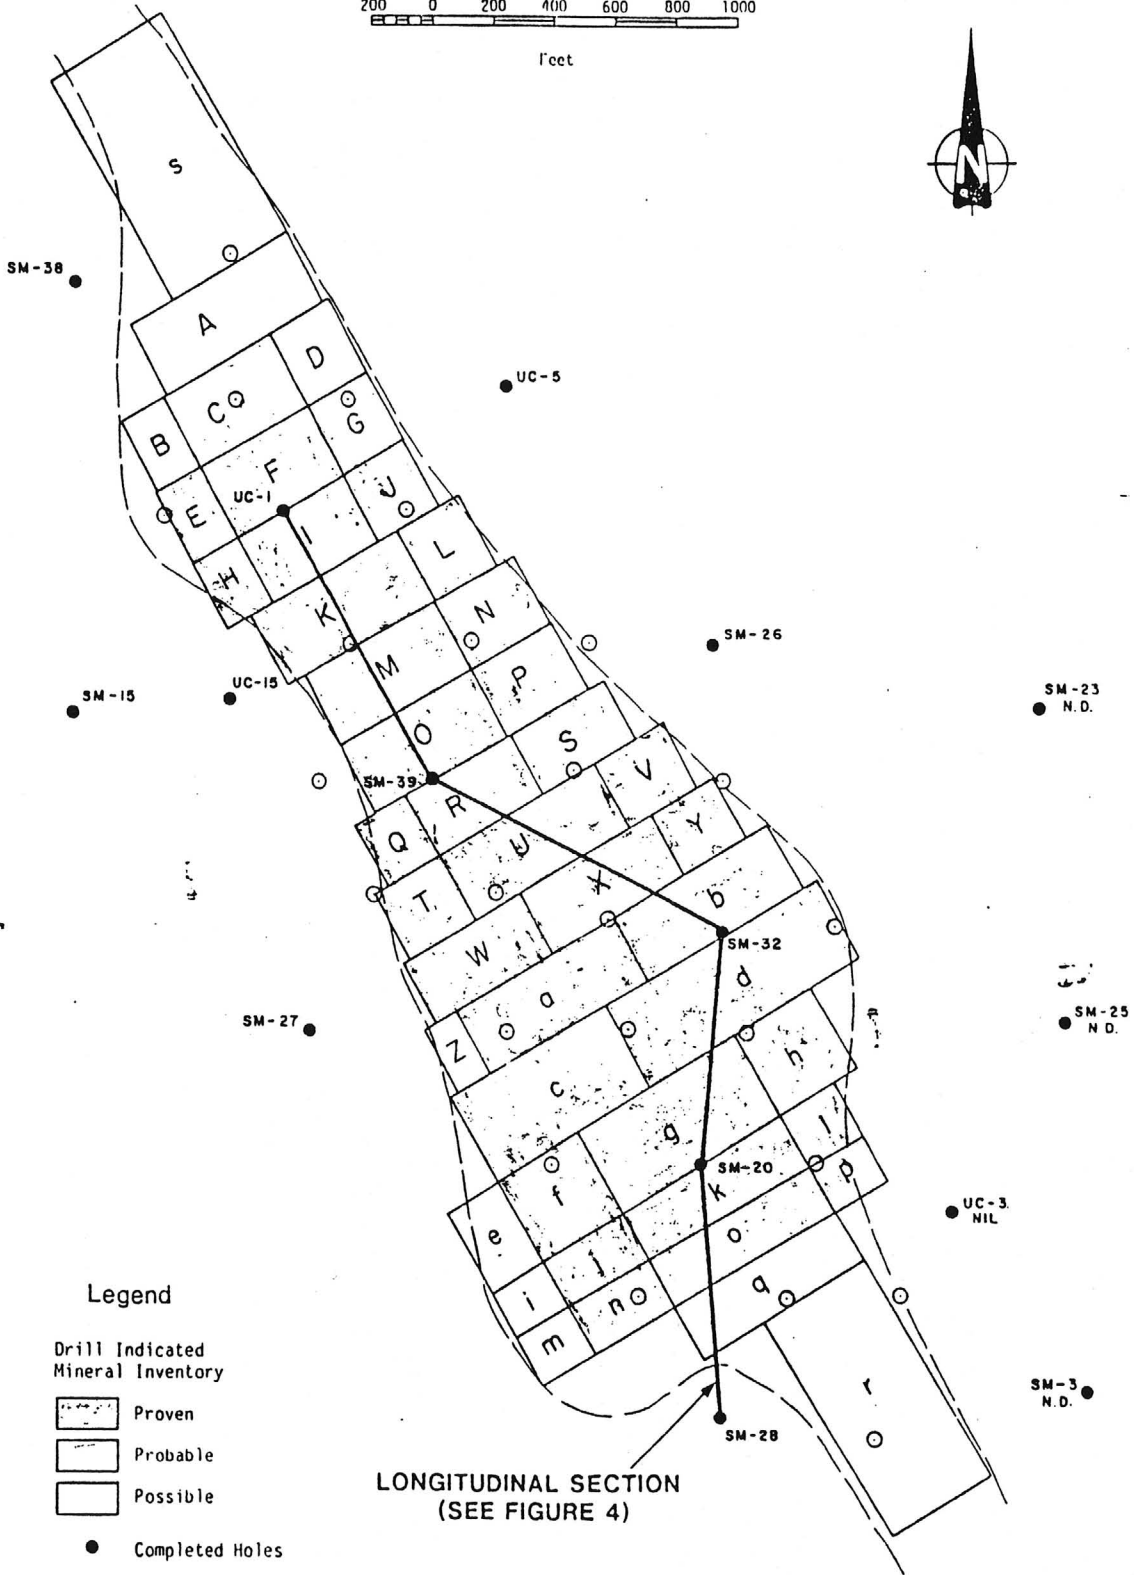 200 0 200 400 600 800 1000
Feet
N
s
SM-38
A
D
UC-5
C
B
G
F
E
UC-1
J
I
H
L
K
N
SM-26
M
UC-15
P
SM-15
SM-23
N.D.
O
S
SM-39
V
R
Q
U
Y
X
T
b
W
SM-32
d
a
SM-27
SM-25
N D.
Z
h
c
g
l
SM-20
p
k
f
UC-3.
NIL
e
o
j
q
i
n
m
r
SM-3
N.D.
SM-28
LONGITUDINAL SECTION
(SEE FIGURE 4)
Legend
Drill Indicated
Mineral Inventory
Proven
Probable
Possible
Completed Holes